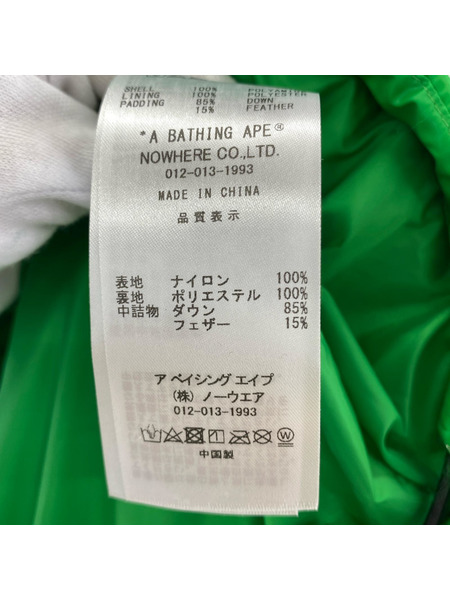 SHELL 100%
LINING 100% POLYESTER
PADDING 85% DOWN
15% FEATHER
*A BATHING APE®
NOWHERE CO.,LTD.
012-013-1993
MADE IN CHINA
品質表示
表地 ナイロン 100%
裏地 ポリエステル 100%
中詰物 ダウン 85%
フェザー 15%
ア ベイシング エイプ
(株) ノーウエア
012-013-1993
中国製